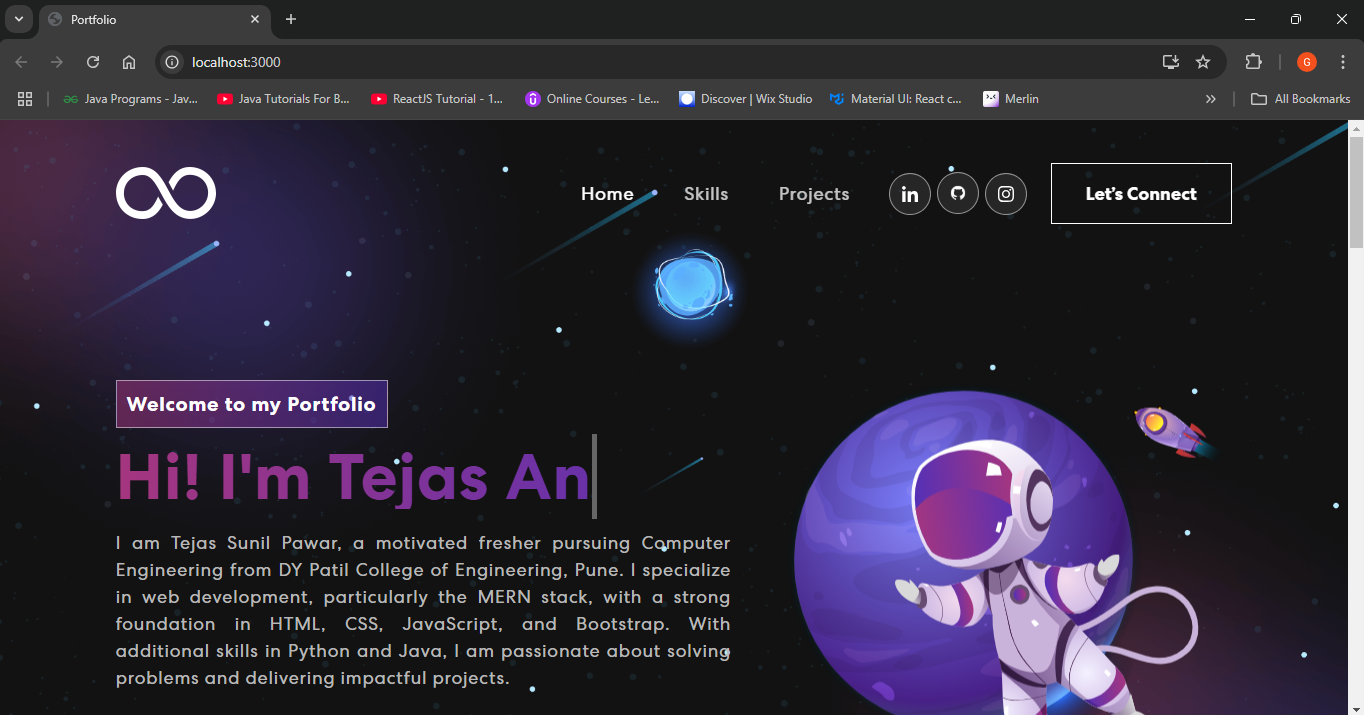 Portfolio
localhost:3000
G
Java Programs - Jav...
Java Tutorials For B...
ReactJS Tutorial - 1...
Online Courses - Le...
Discover | Wix Studio
Material UI: React c...
Merlin
All Bookmarks
Home
Skills
Projects
in
Let's Connect
Welcome to my Portfolio
Hi! I'm Tejas An
I am Tejas Sunil Pawar, a motivated fresher pursuing Computer
Engineering from DY Patil College of Engineering, Pune. I specialize
in web development, particularly the MERN stack, with a strong
foundation in HTML, CSS, JavaScript, and Bootstrap. With
additional skills in Python and Java, I am passionate about solving
problems and delivering impactful projects.